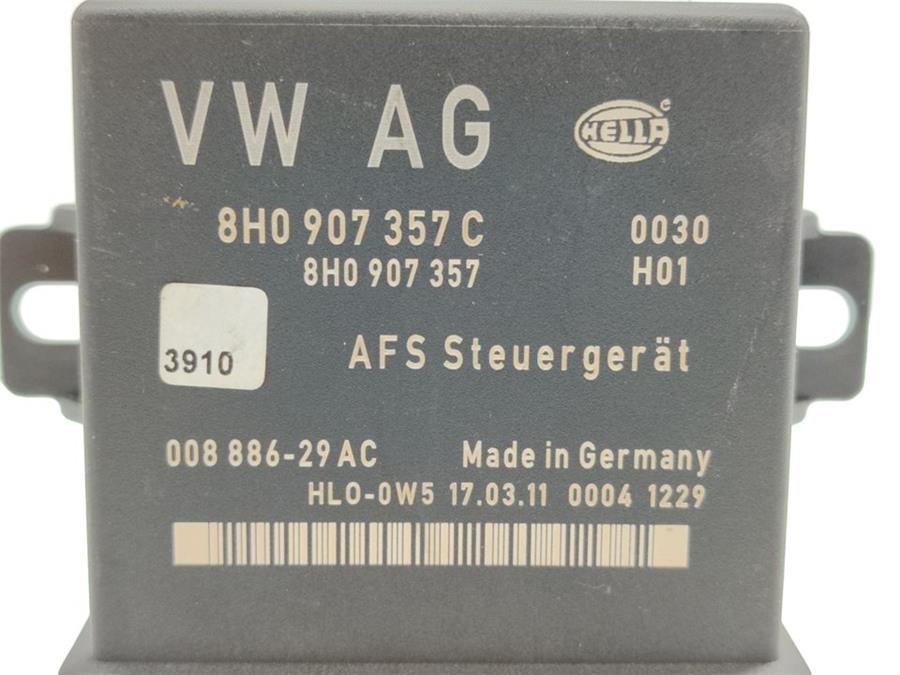 VW AG HELLA
8H0 907 357 C 0030
8H0 907 357 H01
3910
AFS Steuergerät
008 886-29 AC Made in Germany
HLO-0W5 17.03.11 0004 1229